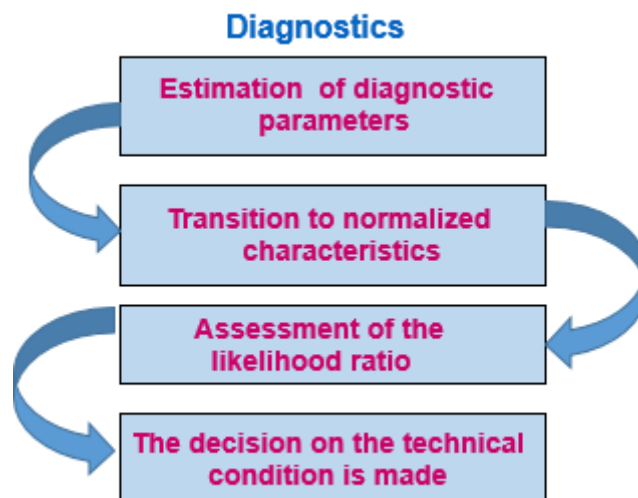 Diagnostics
Estimation of diagnostic
parameters
Transition to normalized
characteristics
Assessment of the
likelihood ratio
The decision on the technical
condition is made